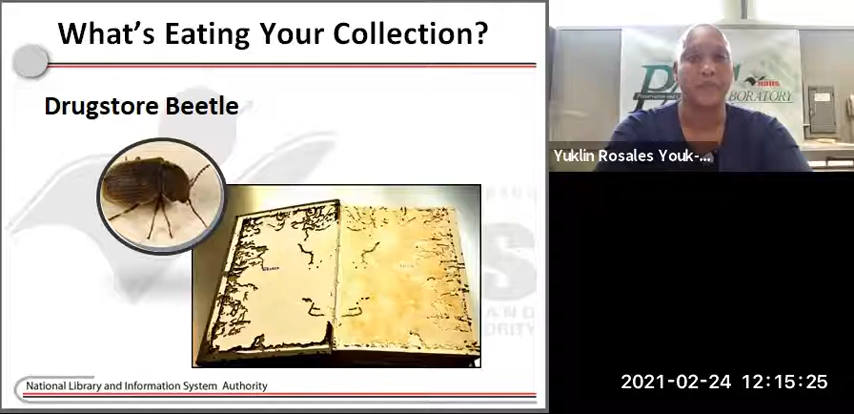 What's Eating Your Collection?
Drugstore Beetle
National Library and Information System Authority
Yuklin Rosales Youk-...
2021-02-24 12:15:25